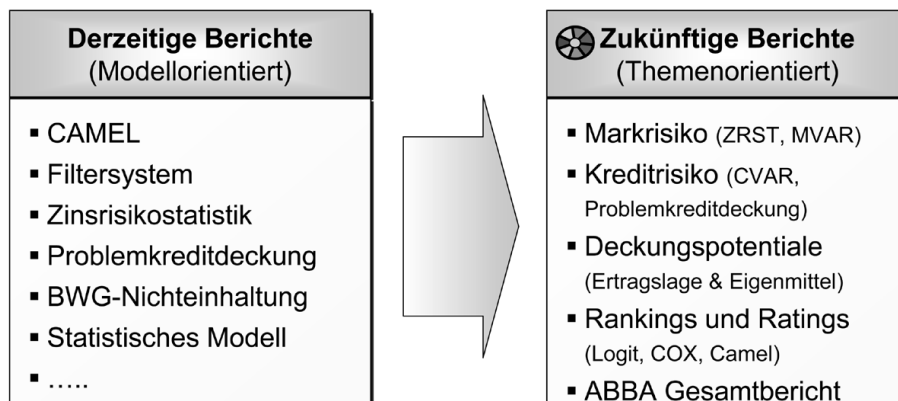 Derzeitige Berichte
(Modellorientiert)
▪ CAMEL
▪ Filtersystem
▪ Zinsrisikostatistik
▪ Problemkreditdeckung
▪ BWG-Nichteinhaltung
▪ Statistisches Modell
▪ …..
Zukünftige Berichte
(Themenorientiert)
▪ Markrisiko (ZRST, MVAR)
▪ Kreditrisiko (CVAR,
Problemkreditdeckung)
▪ Deckungspotentiale
(Ertragslage & Eigenmittel)
▪ Rankings und Ratings
(Logit, COX, Camel)
▪ ABBA Gesamtbericht